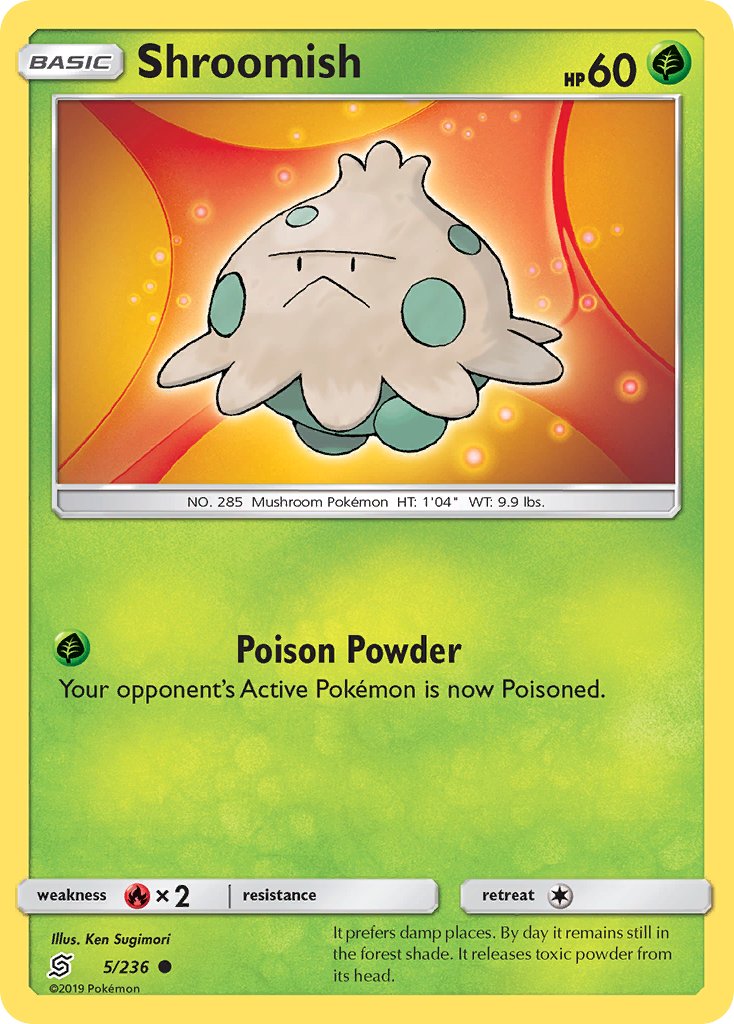 BASIC Shroomish HP60
NO. 285 Mushroom Pokémon HT: 1'04" WT: 9.9 lbs.
Poison Powder
Your opponent's Active Pokémon is now Poisoned.
weakness ×2 resistance retreat
Illus. Ken Sugimori
5/236
©2019 Pokémon
It prefers damp places. By day it remains still in
the forest shade. It releases toxic powder from
its head.